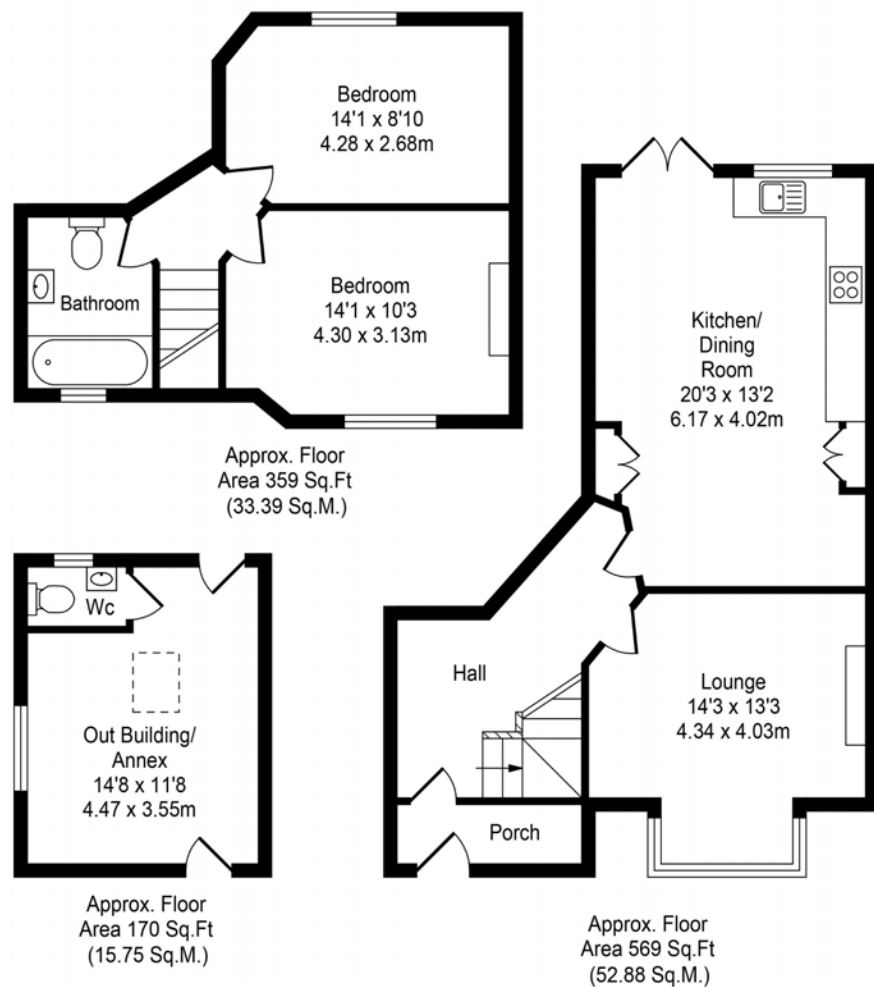 Bedroom
14'1 x 8'10
4.28 x 2.68m
Bedroom
14'1 x 10'3
4.30 x 3.13m
Bathroom
Approx. Floor
Area 359 Sq.Ft
(33.39 Sq.M.)
Kitchen/
Dining
Room
20'3 x 13'2
6.17 x 4.02m
Wc
Out Building/
Annex
14'8 x 11'8
4.47 x 3.55m
Approx. Floor
Area 170 Sq.Ft
(15.75 Sq.M.)
Hall
Lounge
14'3 x 13'3
4.34 x 4.03m
Porch
Approx. Floor
Area 569 Sq.Ft
(52.88 Sq.M.)